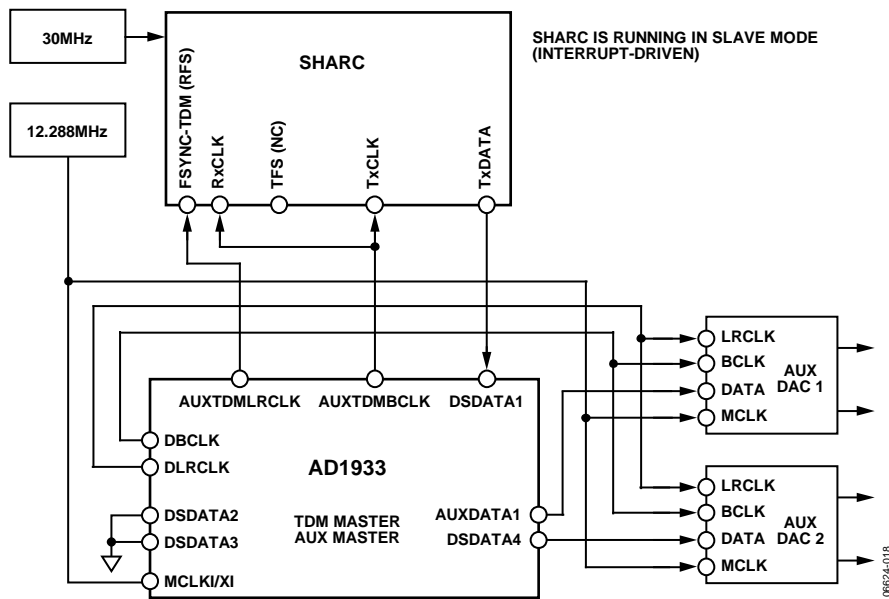 30MHz
12.288MHz
SHARC
SHARC IS RUNNING IN SLAVE MODE
(INTERRUPT-DRIVEN)
FSYNC-TDM (RFS)
RxCLK
TFS (NC)
TxCLK
TxDATA
AUXTDMLRCLK
AUXTDMBCLK
DSDATA1
DBCLK
DLRCLK
DSDATA2
DSDATA3
MCLKI/XI
AD1933
TDM MASTER
AUX MASTER
AUXDATA1
DSDATA4
LRCLK
BCLK
DATA
MCLK
AUX
DAC 1
LRCLK
BCLK
DATA
MCLK
AUX
DAC 2
06624-018